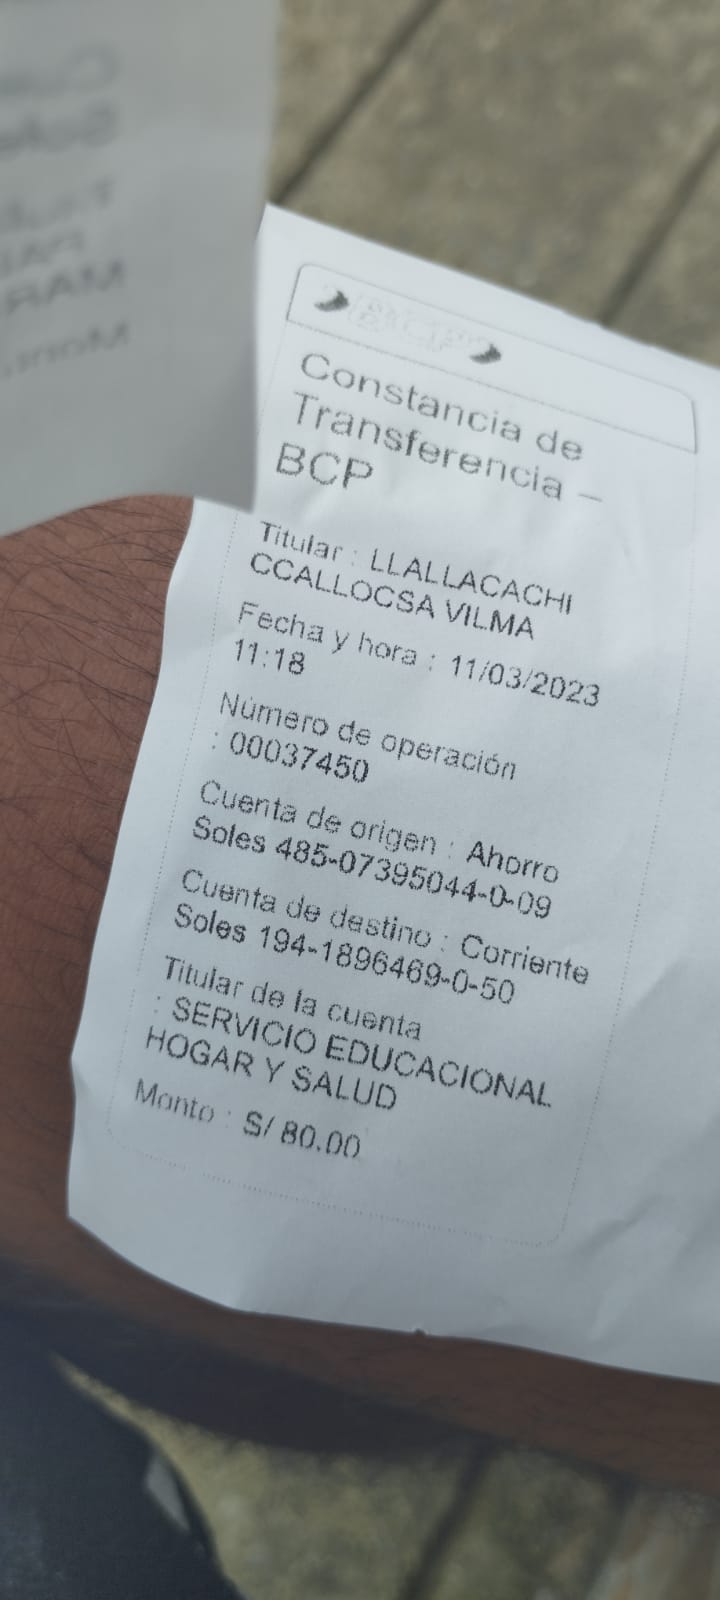 BCP
Constancia de
Transferencia –
BCP
Titular : LLALLACACHI
CCALLOCSA VILMA
Fecha y hora : 11/03/2023
11:18
Número de operación
: 00037450
Cuenta de origen : Ahorro
Soles 485-07395044-0-09
Cuenta de destino : Corriente
Soles 194-1896469-0-50
Titular de la cuenta
: SERVICIO EDUCACIONAL
HOGAR Y SALUD
Monto : S/ 80.00